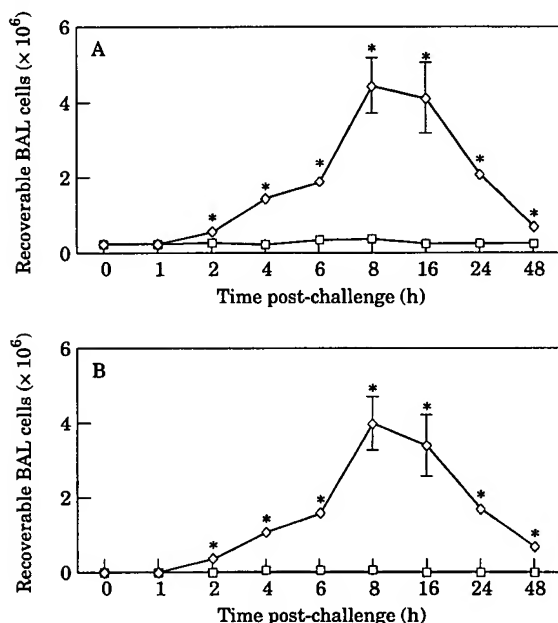 A
Recoverable BAL cells (× 10⁶)
6
4
2
0
* * * * * * *
0 1 2 4 6 8 16 24 48
Time post-challenge (h)
B
Recoverable BAL cells (× 10⁶)
6
4
2
0
* * * * * * *
0 1 2 4 6 8 16 24 48
Time post-challenge (h)